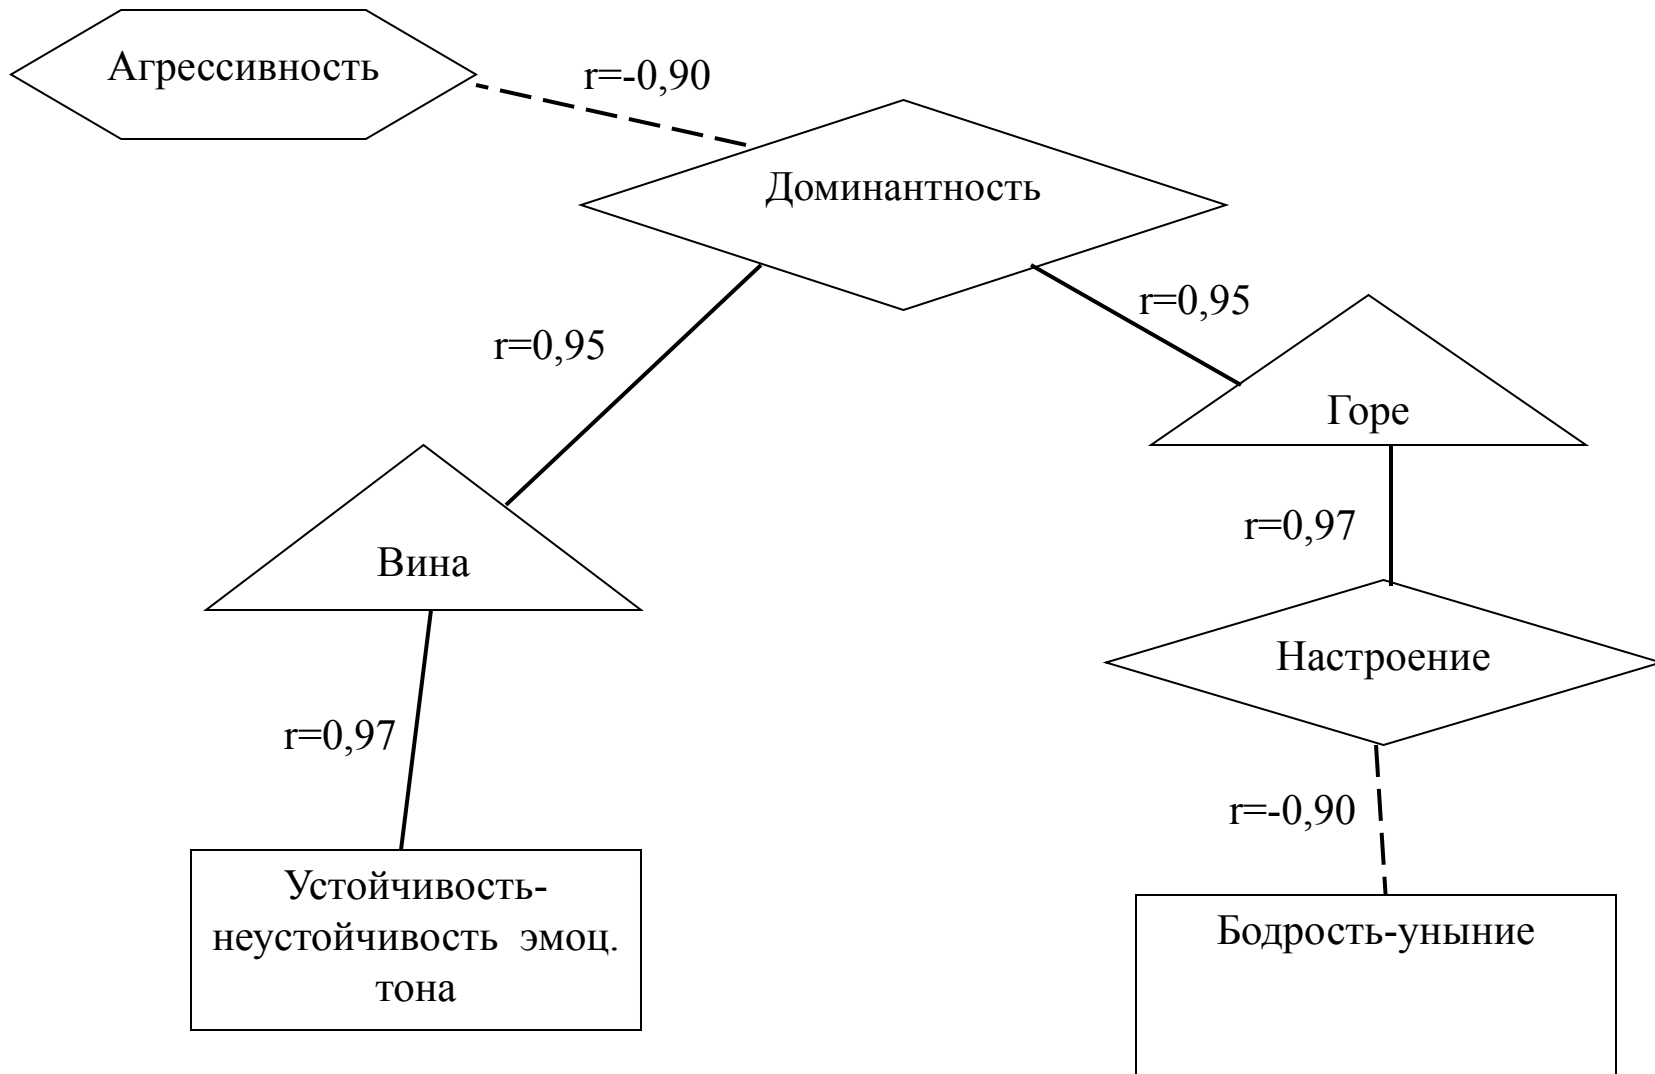 Агрессивность
r=-0,90
Доминантность
r=0,95
r=0,95
Горе
Вина
r=0,97
Настроение
r=0,97
r=-0,90
Устойчивость-
неустойчивость эмоц.
тона
Бодрость-уныние